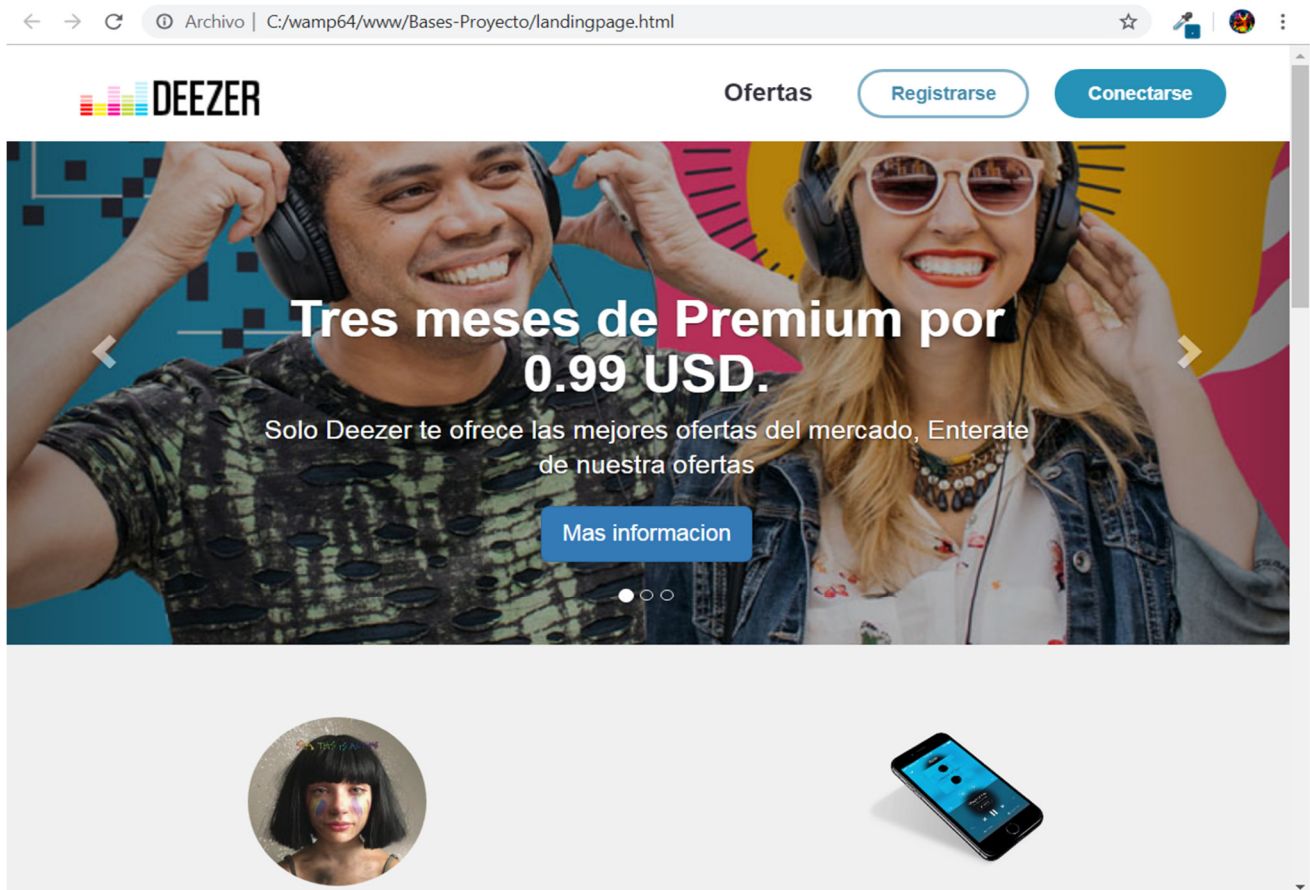 Archivo | C:/wamp64/www/Bases-Proyecto/landingpage.html
DEEZER
Ofertas
Registrarse
Conectarse
Tres meses de Premium por
0.99 USD.
Solo Deezer te ofrece las mejores ofertas del mercado, Enterate
de nuestra ofertas
Mas informacion